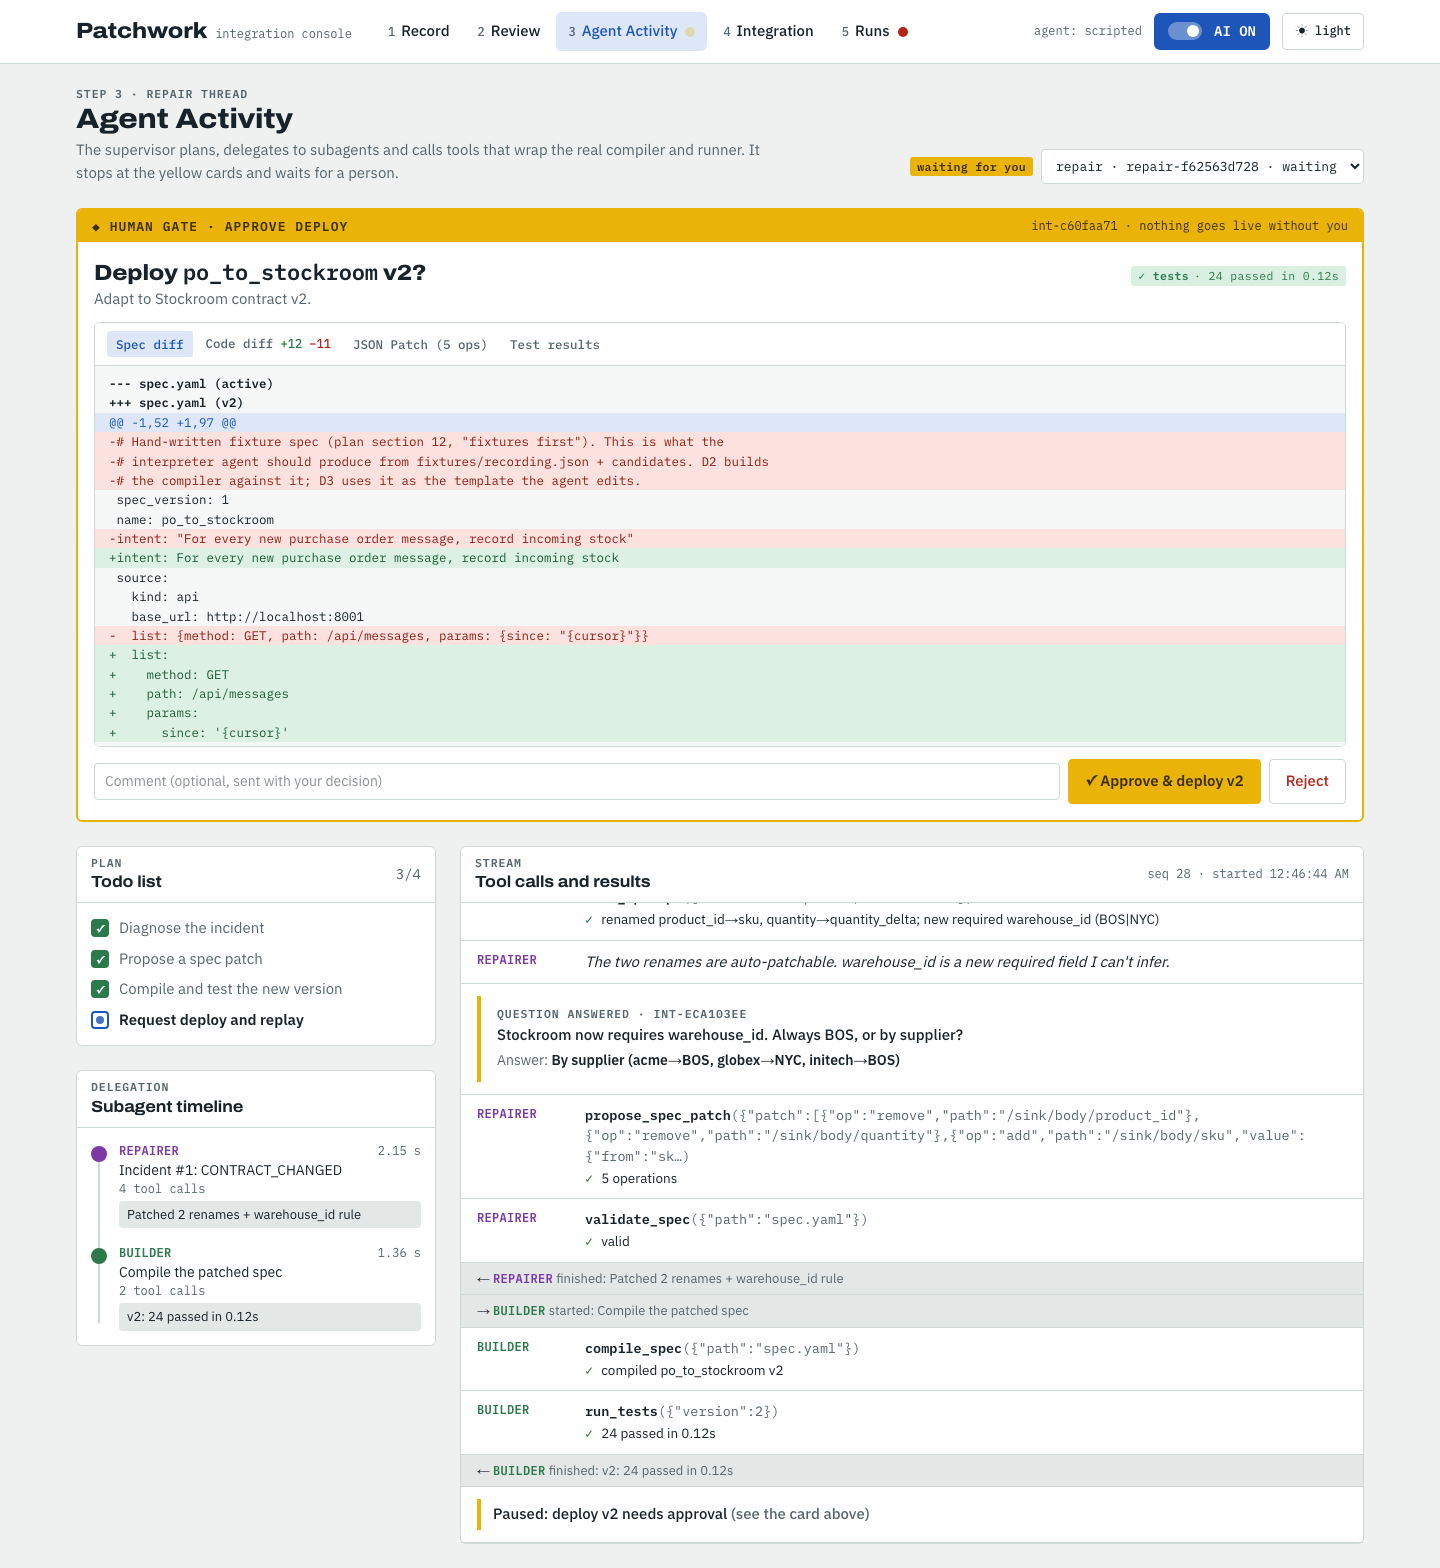 Patchwork integration console
1 Record
2 Review
3 Agent Activity
4 Integration
5 Runs
agent: scripted
AI ON
☀ light
STEP 3 · REPAIR THREAD
Agent Activity
The supervisor plans, delegates to subagents and calls tools that wrap the real compiler and runner. It
stops at the yellow cards and waits for a person.
waiting for you
repair · repair-f62563d728 · waiting
◆ HUMAN GATE · APPROVE DEPLOY
int-c60faa71 · nothing goes live without you
Deploy po_to_stockroom v2?
✓ tests · 24 passed in 0.12s
Adapt to Stockroom contract v2.
Spec diff
Code diff +12 −11
JSON Patch (5 ops)
Test results
--- spec.yaml (active)
+++ spec.yaml (v2)
@@ -1,52 +1,97 @@
-# Hand-written fixture spec (plan section 12, "fixtures first"). This is what the
-# interpreter agent should produce from fixtures/recording.json + candidates. D2 builds
-# the compiler against it; D3 uses it as the template the agent edits.
 spec_version: 1
 name: po_to_stockroom
-intent: "For every new purchase order message, record incoming stock"
+intent: For every new purchase order message, record incoming stock
 source:
   kind: api
   base_url: http://localhost:8001
-  list: {method: GET, path: /api/messages, params: {since: "{cursor}"}}
+  list:
+    method: GET
+    path: /api/messages
+    params:
+      since: '{cursor}'
Comment (optional, sent with your decision)
✓ Approve & deploy v2
Reject
PLAN
Todo list
3/4
✓ Diagnose the incident
✓ Propose a spec patch
✓ Compile and test the new version
Request deploy and replay
DELEGATION
Subagent timeline
REPAIRER 2.15 s
Incident #1: CONTRACT_CHANGED
4 tool calls
Patched 2 renames + warehouse_id rule
BUILDER 1.36 s
Compile the patched spec
2 tool calls
v2: 24 passed in 0.12s
STREAM
Tool calls and results
seq 28 · started 12:46:44 AM
✓ renamed product_id→sku, quantity→quantity_delta; new required warehouse_id (BOS|NYC)
REPAIRER The two renames are auto-patchable. warehouse_id is a new required field I can't infer.
QUESTION ANSWERED · INT-ECA103EE
Stockroom now requires warehouse_id. Always BOS, or by supplier?
Answer: By supplier (acme→BOS, globex→NYC, initech→BOS)
REPAIRER propose_spec_patch({"patch":[{"op":"remove","path":"/sink/body/product_id"},
{"op":"remove","path":"/sink/body/quantity"},{"op":"add","path":"/sink/body/sku","value":
{"from":"sk…)
✓ 5 operations
REPAIRER validate_spec({"path":"spec.yaml"})
✓ valid
← REPAIRER finished: Patched 2 renames + warehouse_id rule
→ BUILDER started: Compile the patched spec
BUILDER compile_spec({"path":"spec.yaml"})
✓ compiled po_to_stockroom v2
BUILDER run_tests({"version":2})
✓ 24 passed in 0.12s
← BUILDER finished: v2: 24 passed in 0.12s
Paused: deploy v2 needs approval (see the card above)